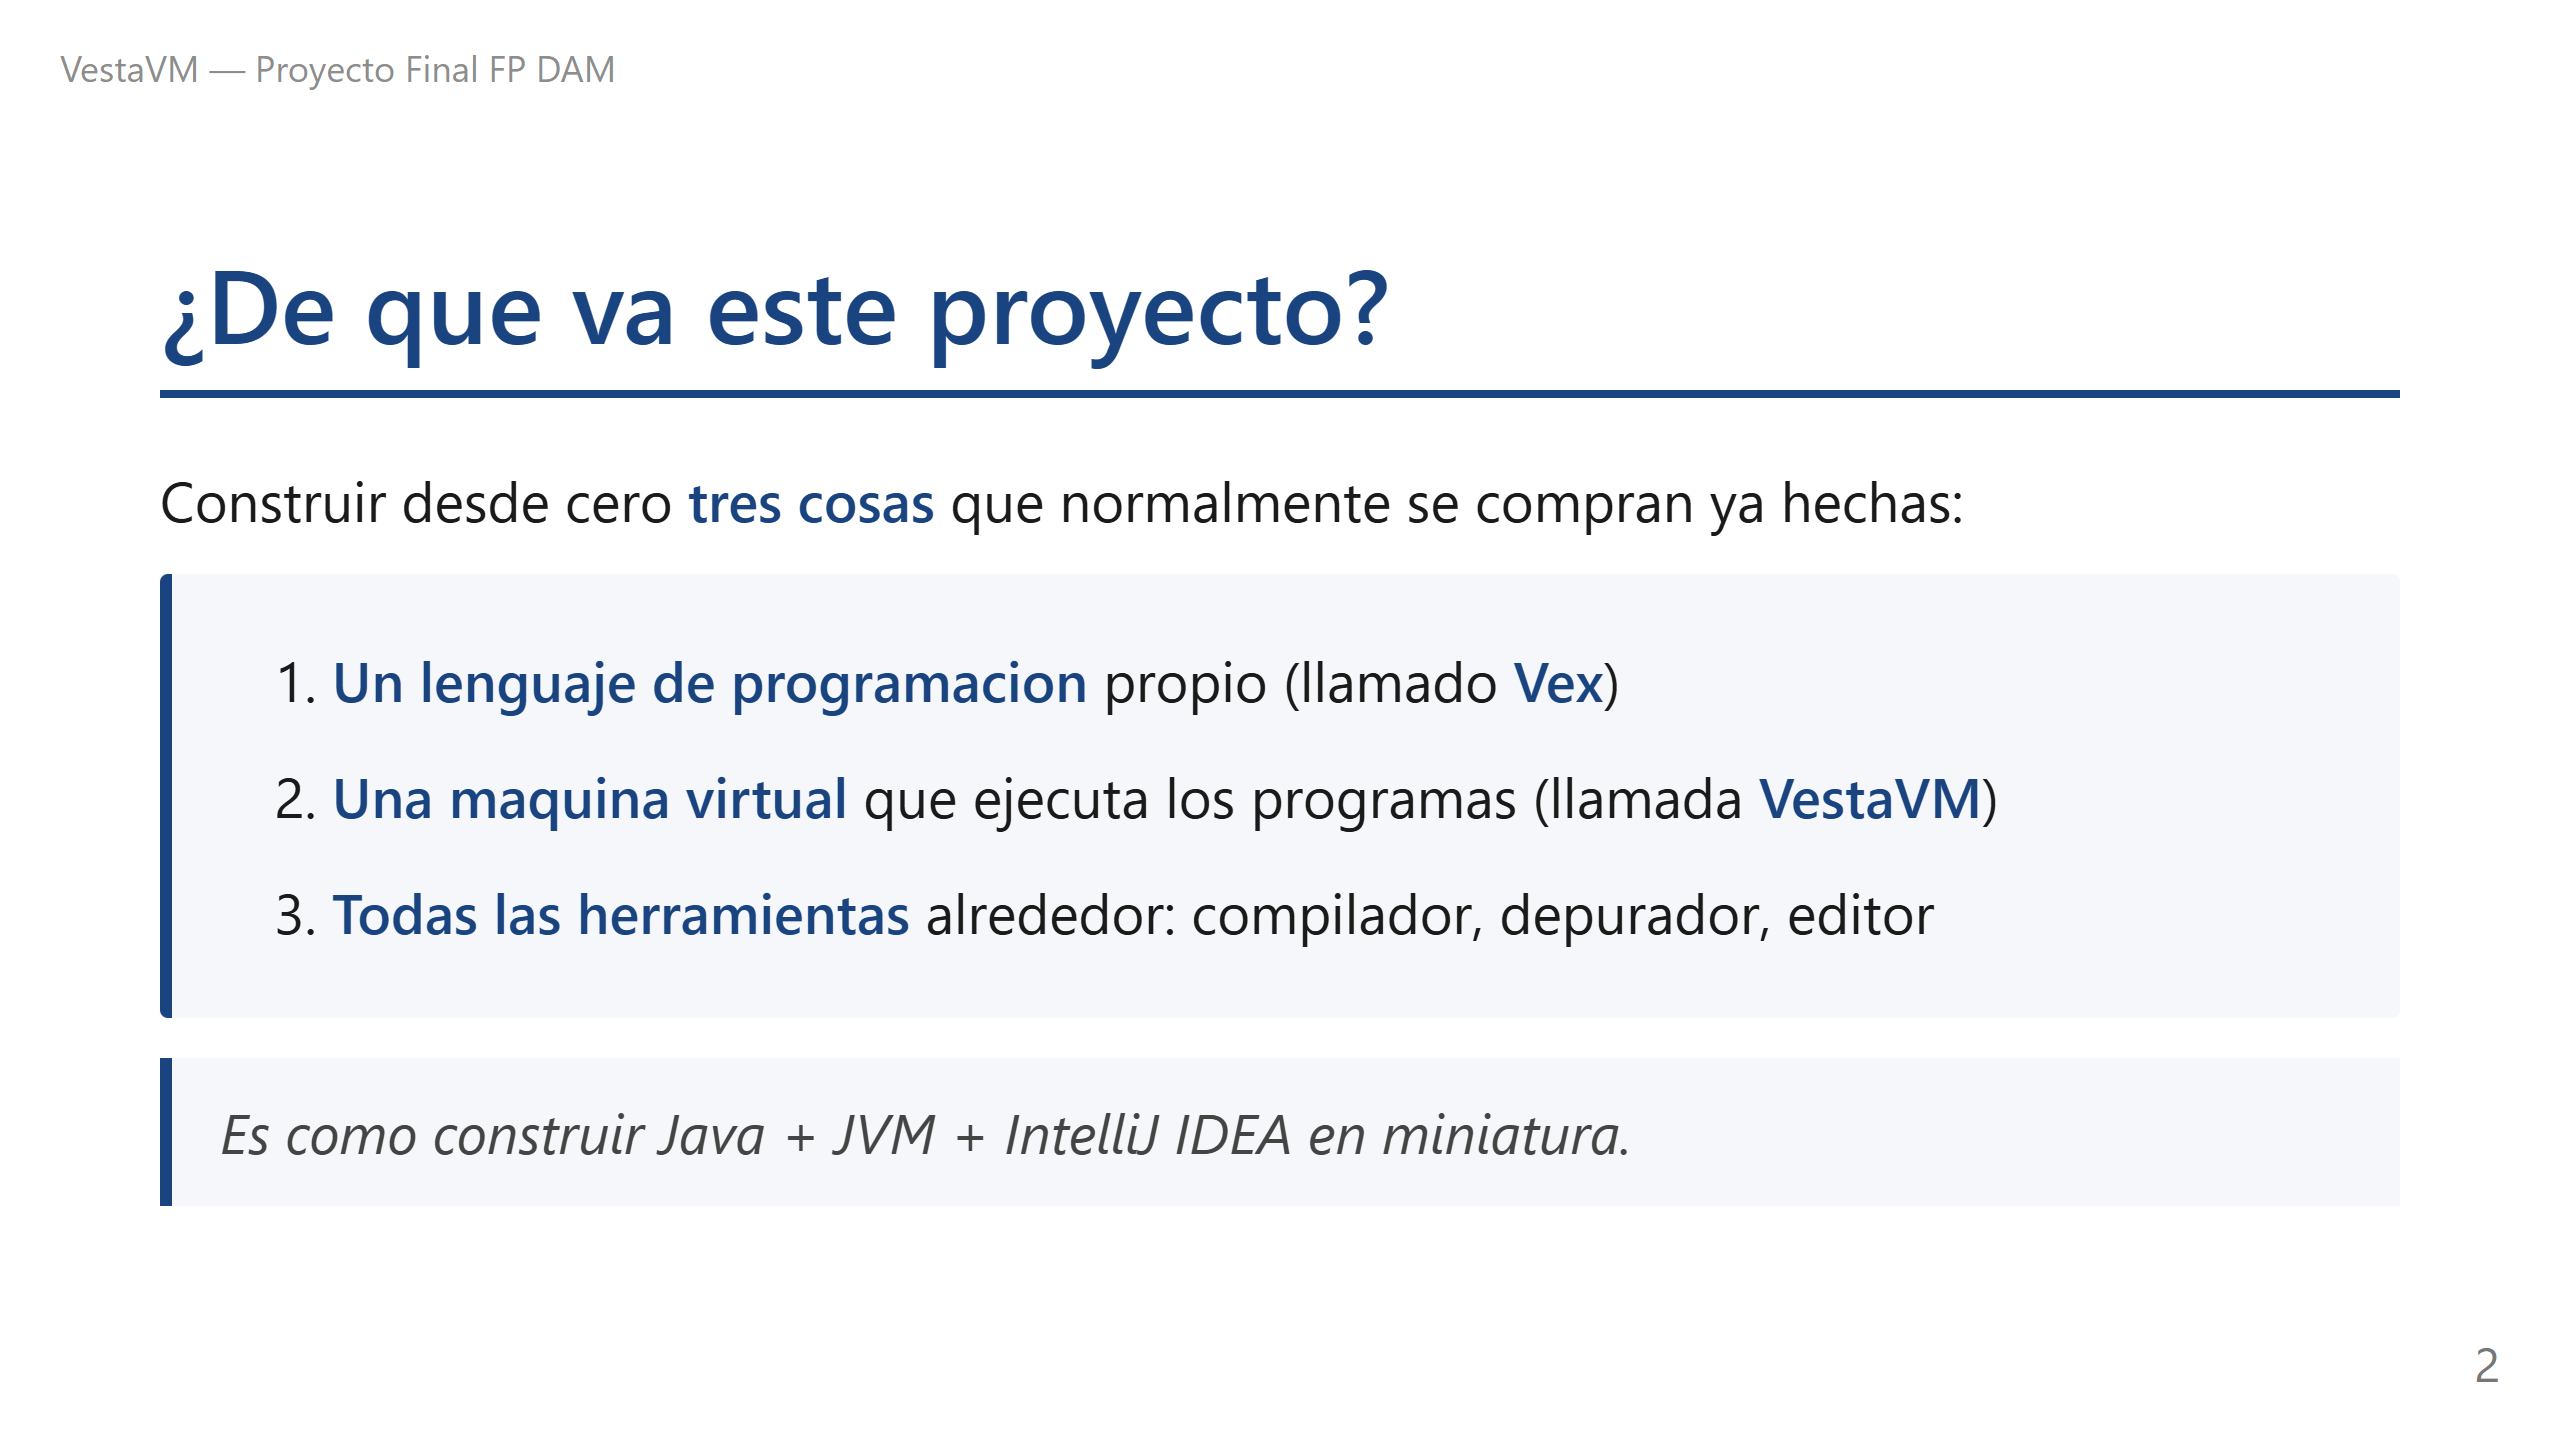 VestaVM — Proyecto Final FP DAM
¿De que va este proyecto?
Construir desde cero tres cosas que normalmente se compran ya hechas:
1. Un lenguaje de programacion propio (llamado Vex)
2. Una maquina virtual que ejecuta los programas (llamada VestaVM)
3. Todas las herramientas alrededor: compilador, depurador, editor
Es como construir Java + JVM + IntelliJ IDEA en miniatura.
2